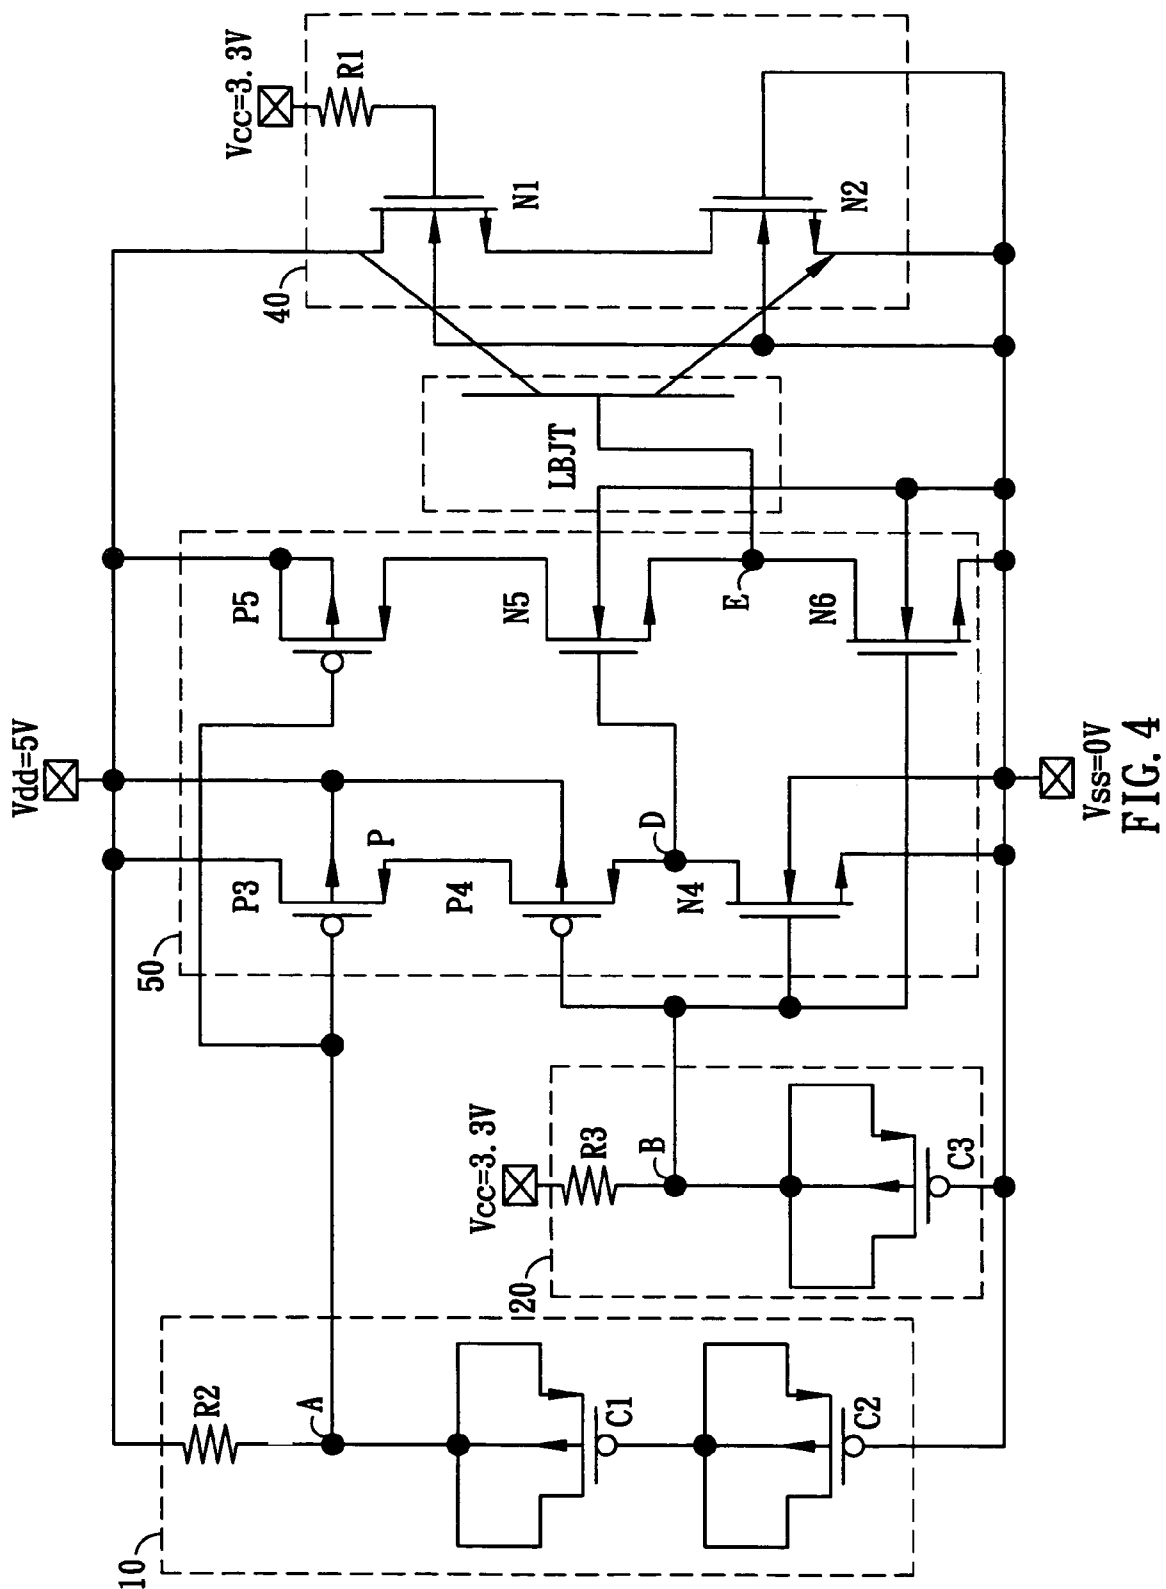 10
R2
A
C1
C2
20
Vcc=3.3V
R3
B
C3
50
Vdd=5V
P3
P
P4
D
N4
P5
N5
E
N6
LBJT
40
Vcc=3.3V
R1
N1
N2
Vss=0V
FIG. 4